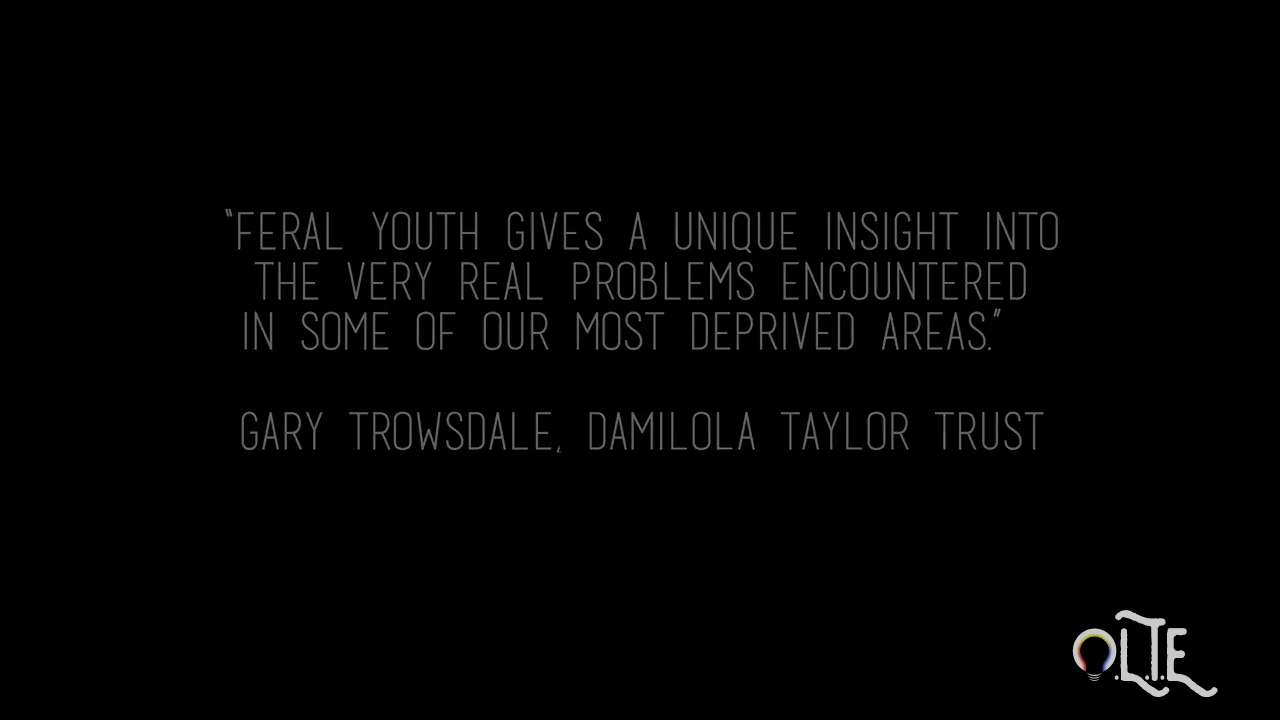 "FERAL YOUTH GIVES A UNIQUE INSIGHT INTO
THE VERY REAL PROBLEMS ENCOUNTERED
IN SOME OF OUR MOST DEPRIVED AREAS."
GARY TROWSDALE, DAMILOLA TAYLOR TRUST
O.L.T.E